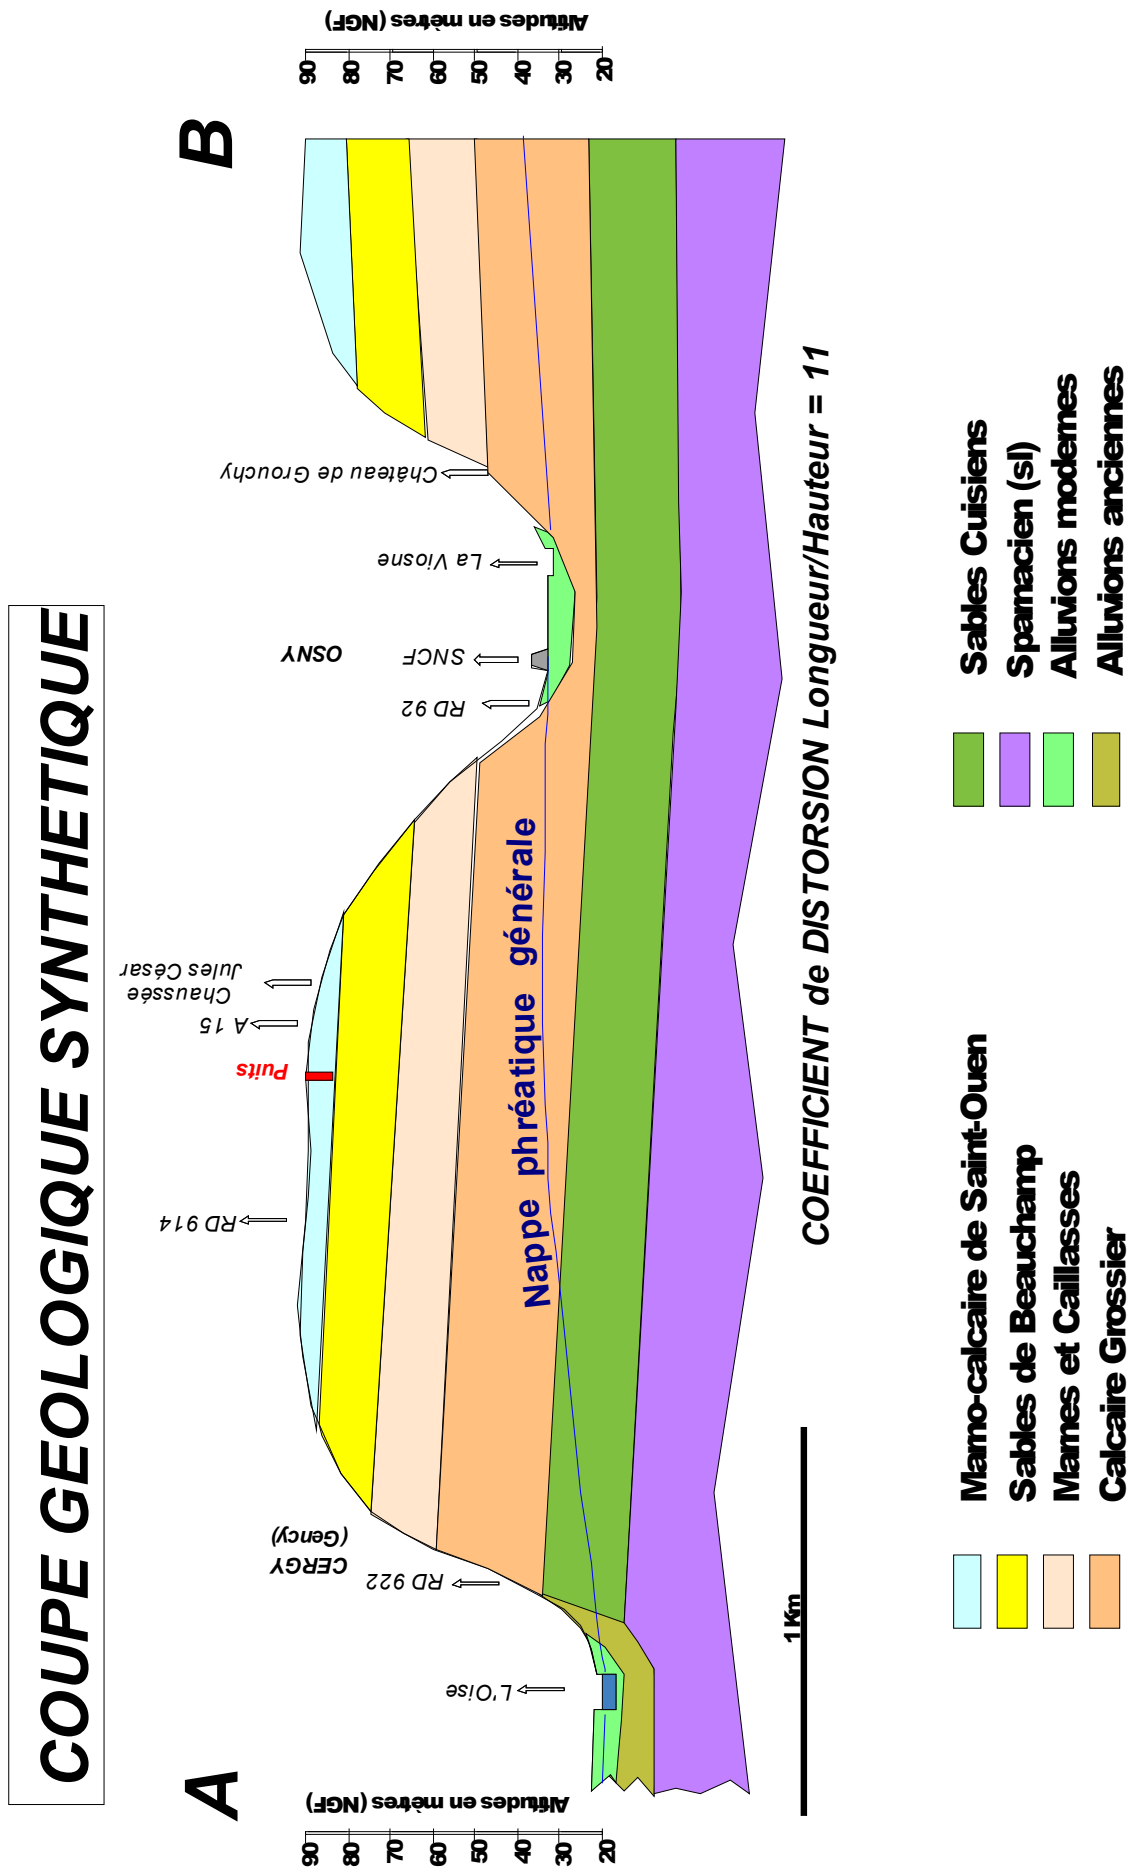 COUPE GEOLOGIQUE SYNTHETIQUE
A
B
Altitudes en mètres (NGF)
90
80
70
60
50
40
30
20
Altitudes en mètres (NGF)
90
80
70
60
50
40
30
20
L'Oise
RD 922
CERGY
(Gency)
RD 914
Puits
A 15
Chaussée
Jules César
RD 92
SNCF
OSNY
La Viosne
Château de Grouchy
Nappe phréatique générale
1 Km
COEFFICIENT de DISTORSION Longueur/Hauteur = 11
Marno-calcaire de Saint-Ouen
Sables de Beauchamp
Marnes et Caillasses
Calcaire Grossier
Sables Cuisiens
Sparnacien (sl)
Alluvions modernes
Alluvions anciennes